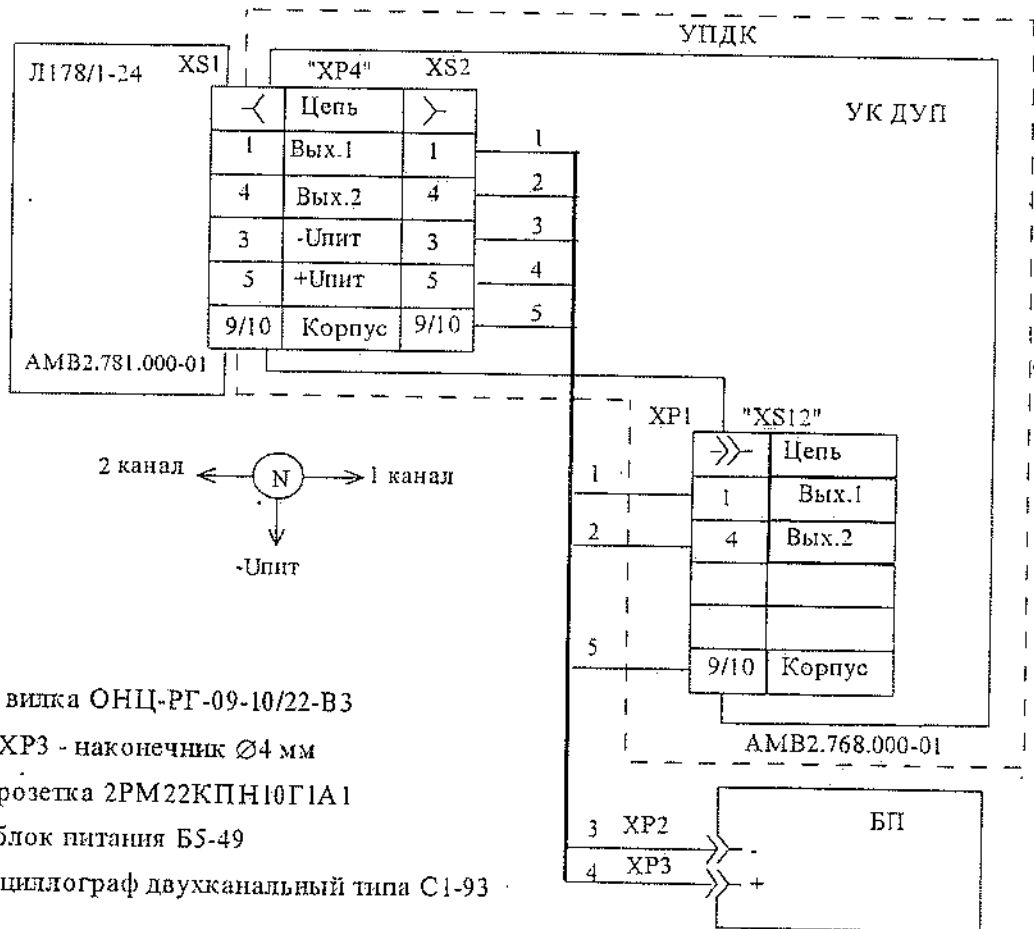 УПДК
Л178/1-24
XS1
"XP4"
XS2
УК ДУП
Цепь
1 Вых.1 1
4 Вых.2 4
3 -Uпит 3
5 +Uпит 5
9/10 Корпус 9/10
1
2
3
4
5
АМВ2.781.000-01
XP1
"XS12"
Цепь
1 Вых.1
4 Вых.2
9/10 Корпус
1
2
5
2 канал
N
1 канал
-Uпит
АМВ2.768.000-01
вилка ОНЦ-РГ-09-10/22-В3
XP3 - наконечник ∅4 мм
розетка 2РМ22КПН10Г1А1
блок питания Б5-49
циллограф двухканальный типа С1-93
БП
3 XP2 -
4 XP3 +